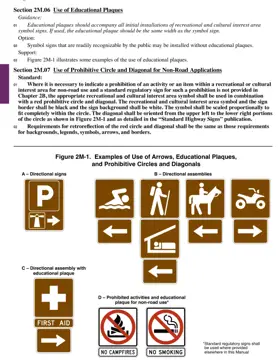 Section 2M.06 Use of Educational Plaques
Guidance:
01 Educational plaques should accompany all initial installations of recreational and cultural interest area
symbol signs. If used, the educational plaque should be the same width as the symbol sign.
Option:
02 Symbol signs that are readily recognizable by the public may be installed without educational plaques.
Support:
03 Figure 2M-1 illustrates some examples of the use of educational plaques.
Section 2M.07 Use of Prohibitive Circle and Diagonal for Non-Road Applications
Standard:
01 Where it is necessary to indicate a prohibition of an activity or an item within a recreational or cultural
interest area for non-road use and a standard regulatory sign for such a prohibition is not provided in
Chapter 2B, the appropriate recreational and cultural interest area symbol shall be used in combination
with a red prohibitive circle and diagonal. The recreational and cultural interest area symbol and the sign
border shall be black and the sign background shall be white. The symbol shall be scaled proportionally to
fit completely within the circle. The diagonal shall be oriented from the upper left to the lower right portions
of the circle as shown in Figure 2M-1 and as detailed in the “Standard Highway Signs” publication.
02 Requirements for retroreflection of the red circle and diagonal shall be the same as those requirements
for backgrounds, legends, symbols, arrows, and borders.
Figure 2M-1. Examples of Use of Arrows, Educational Plaques,
and Prohibitive Circles and Diagonals
A – Directional signs
B – Directional assemblies
P
C – Directional assembly with
educational plaque
FIRST AID
D – Prohibited activities and educational
plaque for non-road use*
NO CAMPFIRES
NO SMOKING
*Standard regulatory signs shall
be used where provided
elsewhere in this Manual